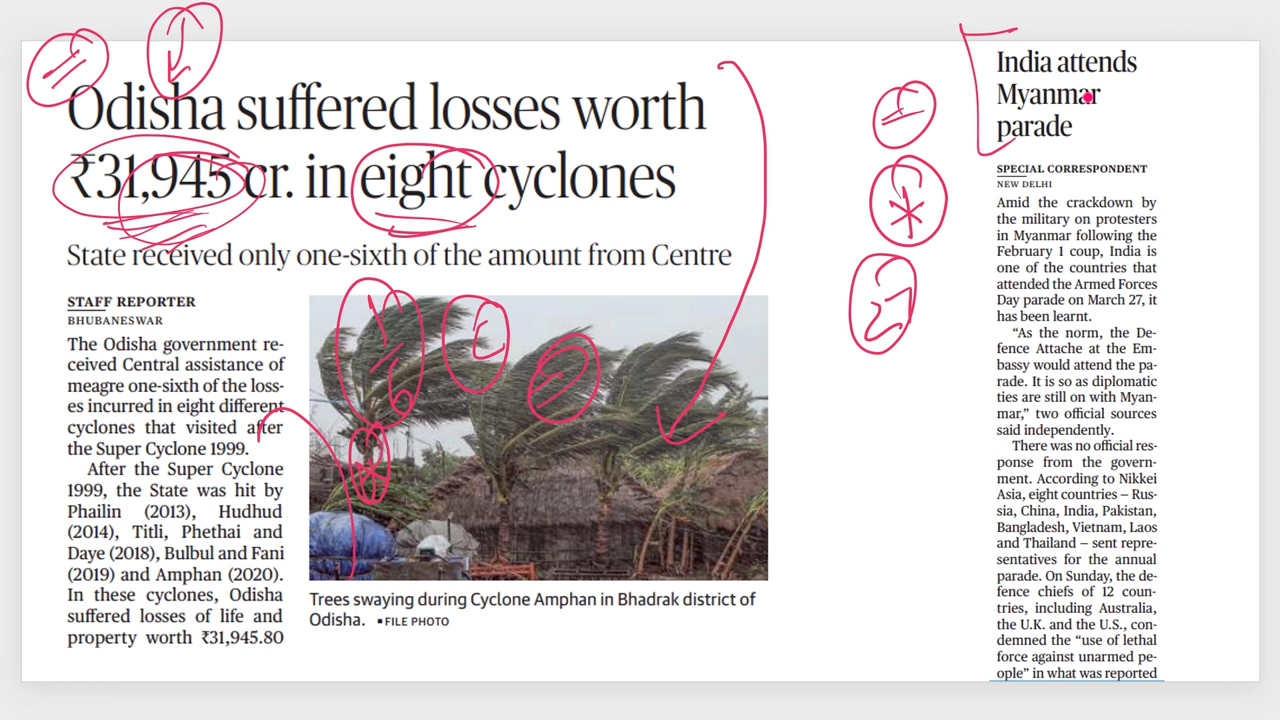 Odisha suffered losses worth
₹31,945 cr. in eight cyclones
State received only one-sixth of the amount from Centre
STAFF REPORTER
BHUBANESWAR
The Odisha government re-
ceived Central assistance of
meagre one-sixth of the loss-
es incurred in eight different
cyclones that visited after
the Super Cyclone 1999.
After the Super Cyclone
1999, the State was hit by
Phailin (2013), Hudhud
(2014), Titli, Phethai and
Daye (2018), Bulbul and Fani
(2019) and Amphan (2020).
In these cyclones, Odisha
suffered losses of life and
property worth ₹31,945.80
1/6
Trees swaying during Cyclone Amphan in Bhadrak district of
Odisha. ▪FILE PHOTO
India attends
Myanmar
parade
SPECIAL CORRESPONDENT
NEW DELHI
Amid the crackdown by
the military on protesters
in Myanmar following the
February 1 coup, India is
one of the countries that
attended the Armed Forces
Day parade on March 27, it
has been learnt.
“As the norm, the De-
fence Attache at the Em-
bassy would attend the pa-
rade. It is so as diplomatic
ties are still on with Myan-
mar,” two official sources
said independently.
There was no official res-
ponse from the govern-
ment. According to Nikkei
Asia, eight countries – Rus-
sia, China, India, Pakistan,
Bangladesh, Vietnam, Laos
and Thailand – sent repre-
sentatives for the annual
parade. On Sunday, the de-
fence chiefs of 12 coun-
tries, including Australia,
the U.K. and the U.S., con-
demned the “use of lethal
force against unarmed peo-
ple” in what was reported